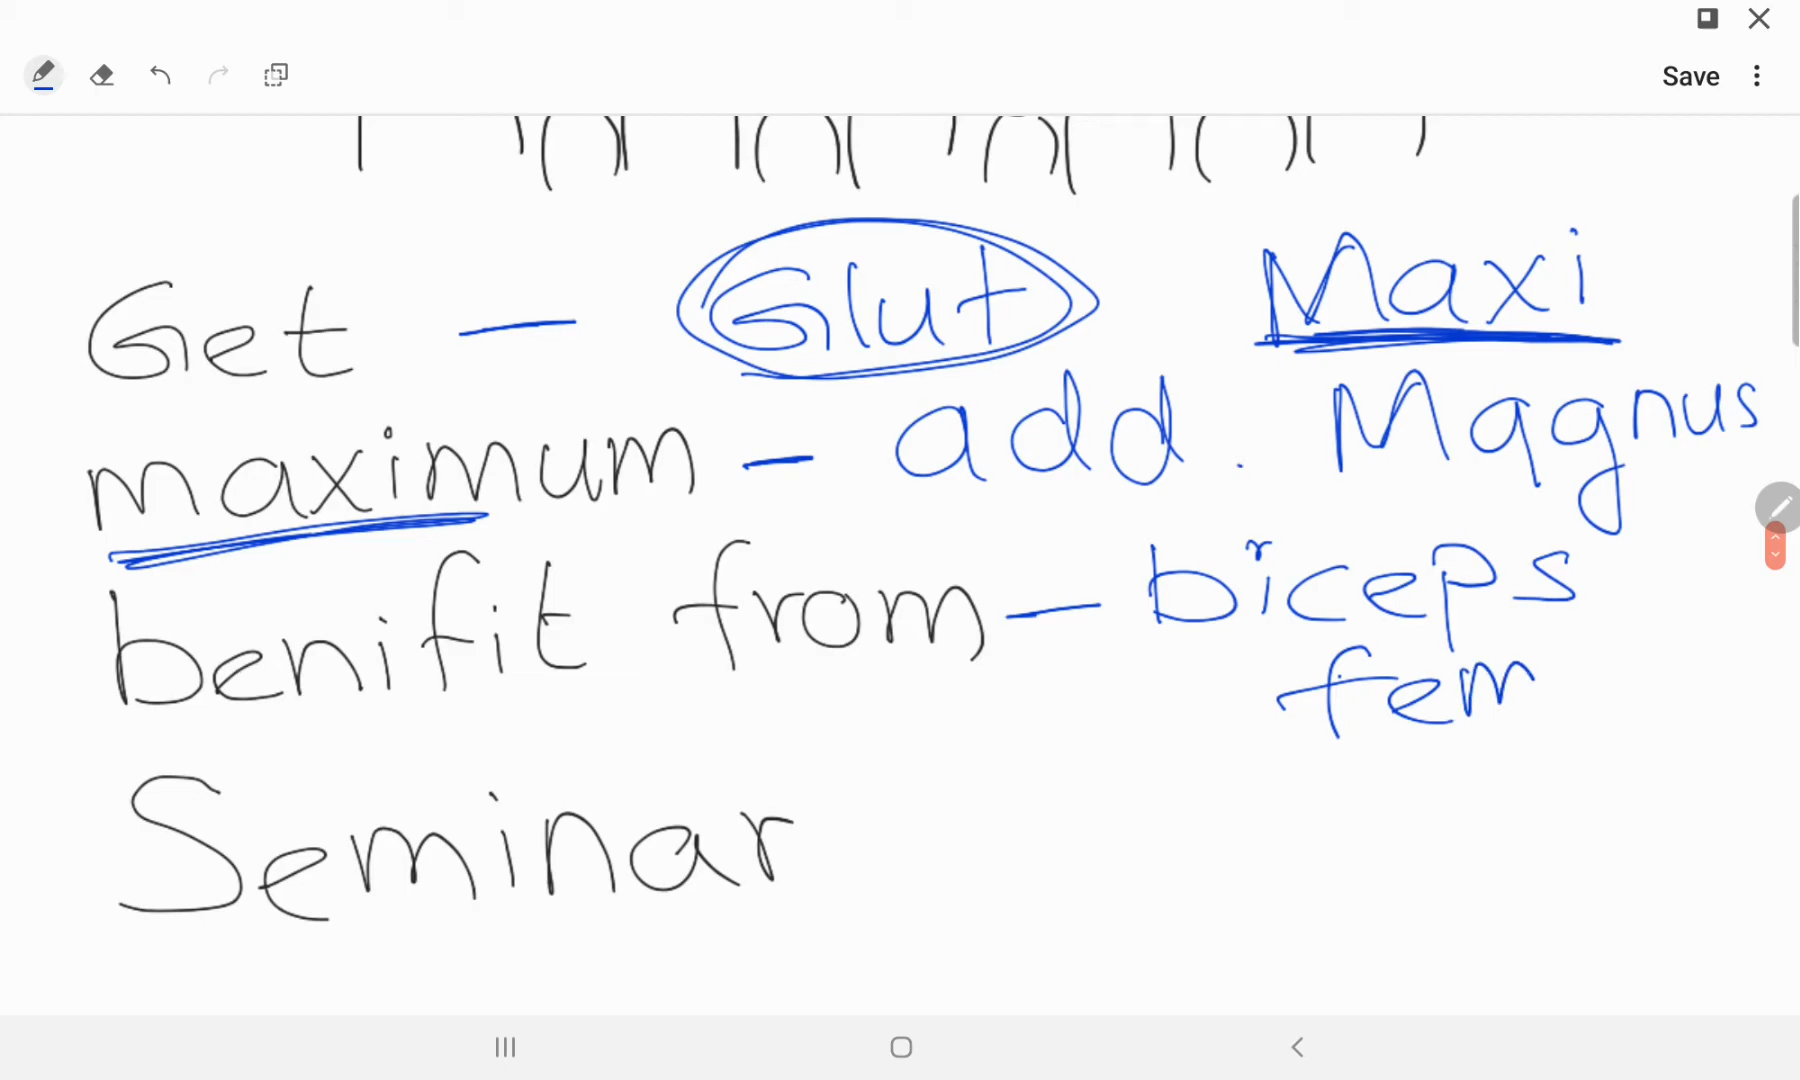 Save
Get — Glut Maxi
maximum — add. Magnus
benifit from — biceps
fem
Seminar